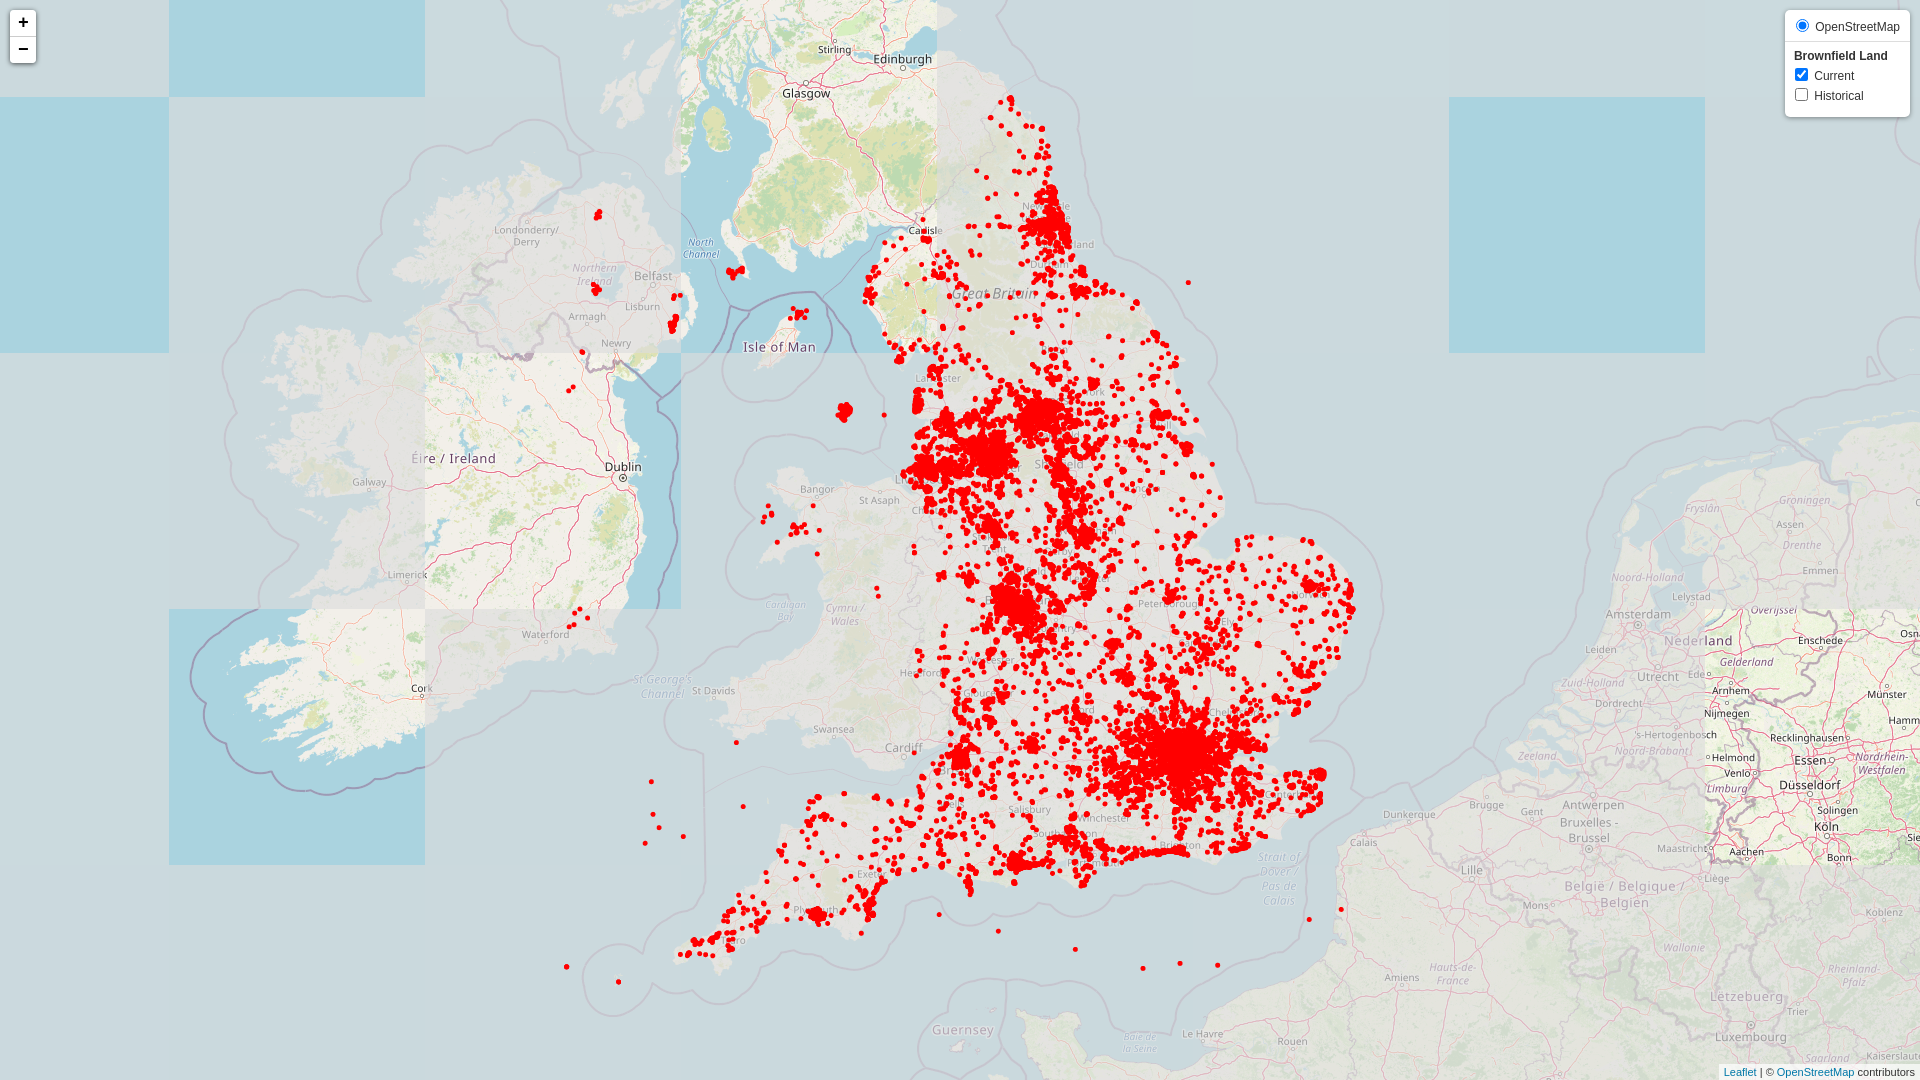 +
−
OpenStreetMap
Brownfield Land
Current
Historical
Stirling
Edinburgh
Glasgow
Londonderry/
Derry
North
Channel
Northern
Ireland
Belfast
Lisburn
Armagh
Newry
Carlisle
Great Britain
Isle of Man
Éire / Ireland
Dublin
Galway
Limerick
Waterford
Cork
St George's
Channel
Bangor
St Asaph
Cardigan
Bay
Cymru /
Wales
St Davids
Swansea
Cardiff
Peterborough
Ely
Salisbury
Winchester
Brighton
Exeter
Strait of
Dover /
Pas de
Calais
Guernsey
Baie de
la Seine
Le Havre
Rouen
Amiens
Hauts-de-
France
Calais
Dunkerque
Lille
Brugge
Gent
Antwerpen
Bruxelles -
Brussel
België / Belgique /
Belgien
Mons
Wallonie
Liège
Maastricht
Zeeland
Noord-Brabant
's-Hertogenbosch
Dordrecht
Zuid-Holland
Leiden
Utrecht
Ede
Amsterdam
Noord-Holland
Lelystad
Nederland
Fryslân
Groningen
Assen
Drenthe
Emmen
Overijssel
Enschede
Gelderland
Arnhem
Nijmegen
Münster
Recklinghausen
Essen
Helmond
Venlo
Limburg
Düsseldorf
Nordrhein-
Westfalen
Solingen
Köln
Aachen
Bonn
Koblenz
Rheinland-
Pfalz
Lëtzebuerg
Trier
Luxembourg
Saarland
Kaiserslautern
Leaflet | © OpenStreetMap contributors